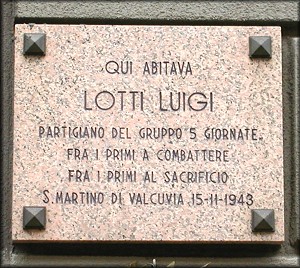 QUI ABITAVA
LOTTI LUIGI
PARTIGIANO DEL GRUPPO 5 GIORNATE
FRA I PRIMI A COMBATTERE
FRA I PRIMI AL SACRIFICIO
S. MARTINO DI VALCUVIA 15-11-1943